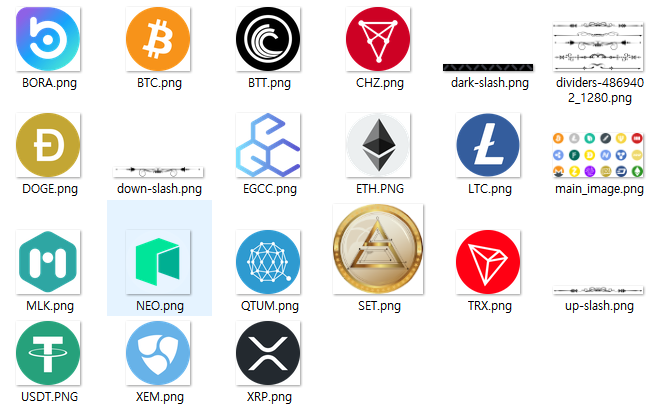 BORA.png
BTC.png
BTT.png
CHZ.png
dark-slash.png
dividers-486940
2_1280.png
DOGE.png
down-slash.png
EGCC.png
ETH.PNG
LTC.png
main_image.png
MLK.png
NEO.png
QTUM.png
SET.png
TRX.png
up-slash.png
USDT.PNG
XEM.png
XRP.png